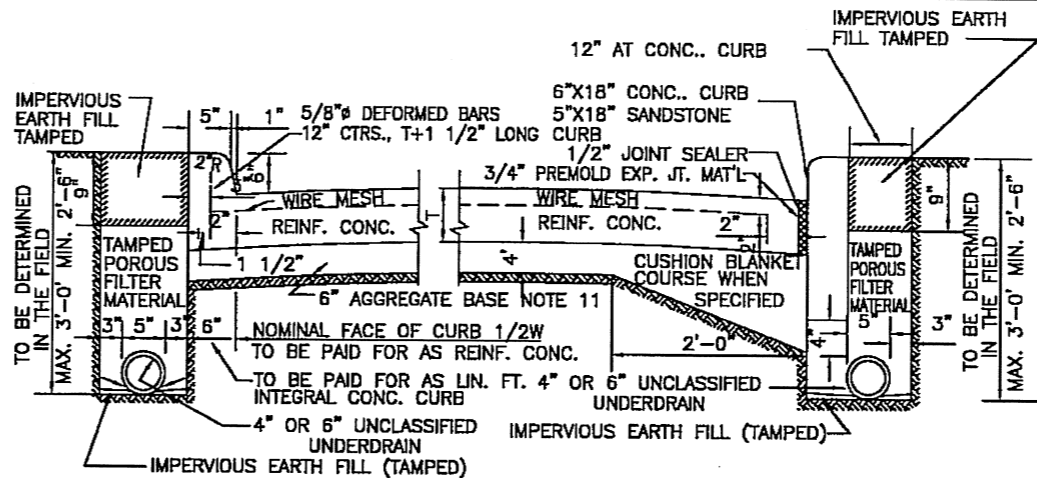 IMPERVIOUS EARTH
FILL TAMPED
12" AT CONC.. CURB
6"X18" CONC.. CURB
5"X18" SANDSTONE
1/2" JOINT SEALER
3/4" PREMOLD EXP. JT. MAT'L
IMPERVIOUS
EARTH FILL
TAMPED
5"
1"
5/8"ø DEFORMED BARS
12" CTRS., T+1 1/2" LONG CURB
2"R
6"
9"
WIRE MESH
WIRE MESH
T
2"
REINF. CONC.
REINF. CONC.
2"
2"
9"
TO BE DETERMINED
IN THE FIELD
MAX. 3'-0" MIN. 2'-6"
TAMPED
POROUS
FILTER
MATERIAL
1 1/2"
4"
CUSHION BLANKET
COURSE WHEN
SPECIFIED
TAMPED
POROUS
FILTER
MATERIAL
TO BE DETERMINED
IN THE FIELD
MAX. 3'-0" MIN. 2'-6"
6" AGGREGATE BASE NOTE 11
3"
5"
3"
6"
NOMINAL FACE OF CURB 1/2W
TO BE PAID FOR AS REINF. CONC.
2'-0"
4"
5"
3"
TO BE PAID FOR AS LIN. FT.
INTEGRAL CONC. CURB
4" OR 6" UNCLASSIFIED
UNDERDRAIN
4" OR 6" UNCLASSIFIED
UNDERDRAIN
IMPERVIOUS EARTH FILL (TAMPED)
IMPERVIOUS EARTH FILL (TAMPED)